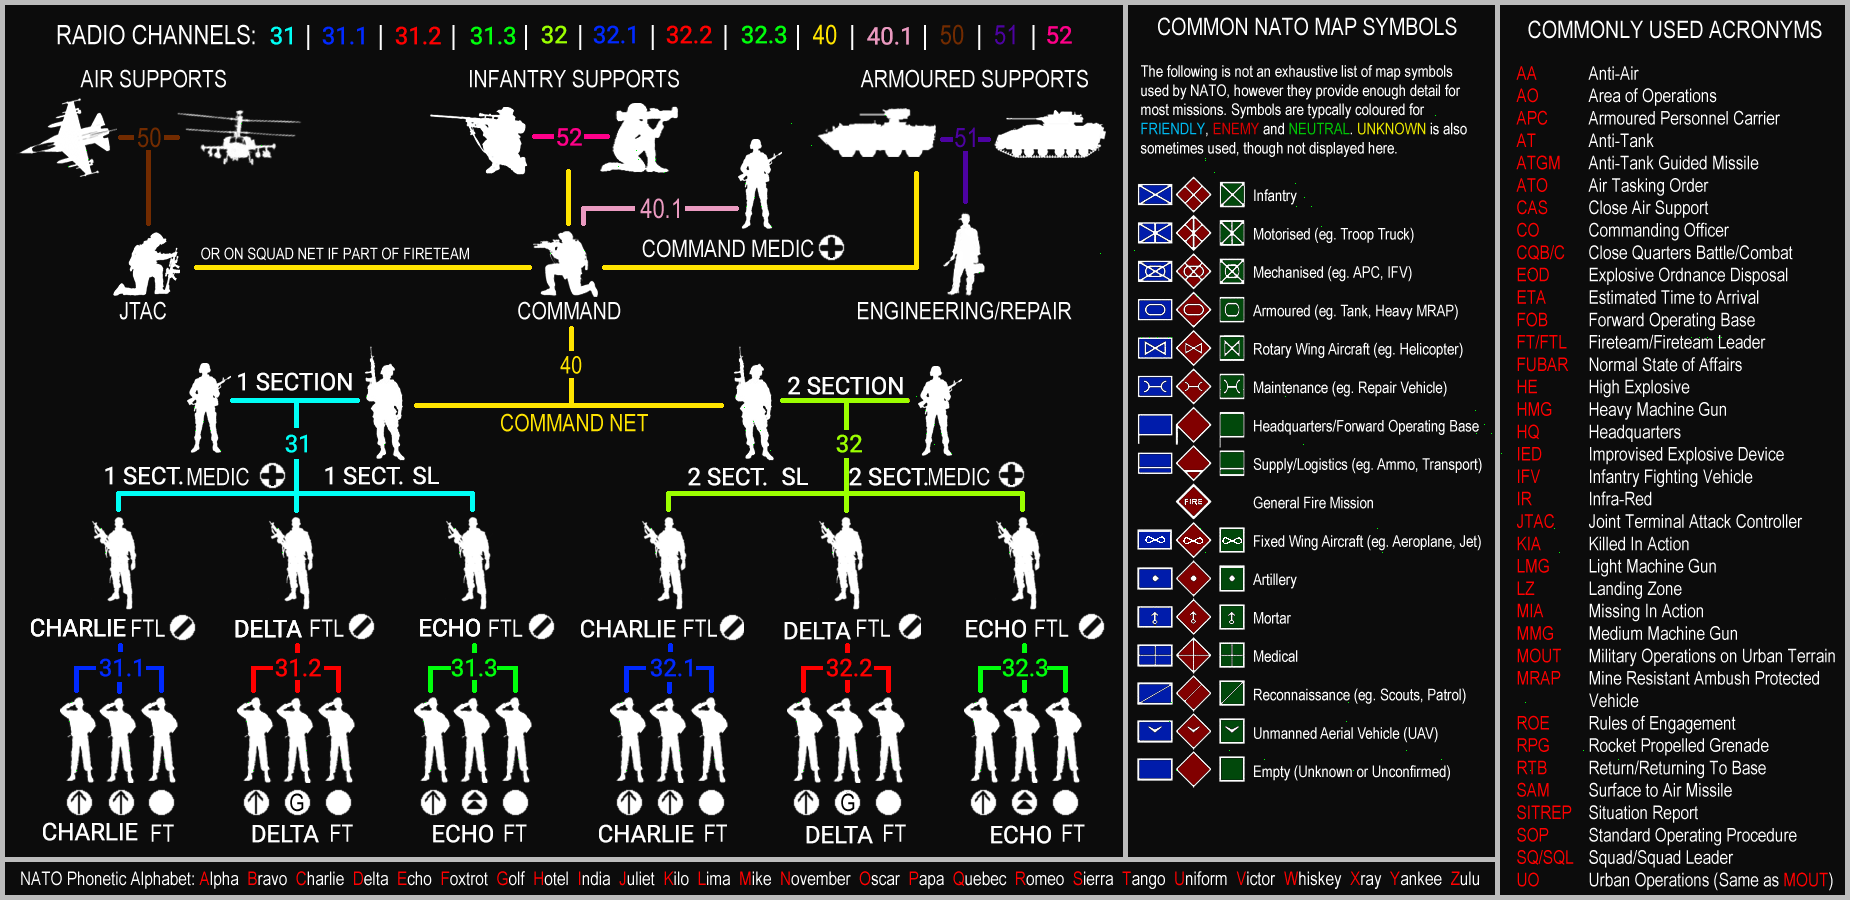 RADIO CHANNELS: 31 | 31.1 | 31.2 | 31.3 | 32 | 32.1 | 32.2 | 32.3 | 40 | 40.1 | 50 | 51 | 52
AIR SUPPORTS
INFANTRY SUPPORTS
ARMOURED SUPPORTS
50
52
51
40.1
COMMAND MEDIC
OR ON SQUAD NET IF PART OF FIRETEAM
JTAC
COMMAND
ENGINEERING/REPAIR
40
COMMAND NET
1 SECTION
2 SECTION
31
32
1 SECT. MEDIC
1 SECT. SL
2 SECT. SL
2 SECT. MEDIC
CHARLIE FTL
DELTA FTL
ECHO FTL
CHARLIE FTL
DELTA FTL
ECHO FTL
31.1
31.2
31.3
32.1
32.2
32.3
G
G
CHARLIE FT
DELTA FT
ECHO FT
CHARLIE FT
DELTA FT
ECHO FT
NATO Phonetic Alphabet: Alpha Bravo Charlie Delta Echo Foxtrot Golf Hotel India Juliet Kilo Lima Mike November Oscar Papa Quebec Romeo Sierra Tango Uniform Victor Whiskey Xray Yankee Zulu
COMMON NATO MAP SYMBOLS
The following is not an exhaustive list of map symbols
used by NATO, however they provide enough detail for
most missions. Symbols are typcally coloured for
FRIENDLY, ENEMY and NEUTRAL. UNKNOWN is also
sometimes used, though not displayed here.
Infantry
Motorised (eg. Troop Truck)
Mechanised (eg. APC, IFV)
Armoured (eg. Tank, Heavy MRAP)
Rotary Wing Aircraft (eg. Helicopter)
Maintenance (eg. Repair Vehicle)
Headquarters/Forward Operating Base
Supply/Logistics (eg. Ammo, Transport)
FIRE General Fire Mission
Fixed Wing Aircraft (eg. Aeroplane, Jet)
Artillery
Mortar
Medical
Reconnaissance (eg. Scouts, Patrol)
Unmanned Aerial Vehicle (UAV)
Empty (Unknown or Unconfirmed)
COMMONLY USED ACRONYMS
AA Anti-Air
AO Area of Operations
APC Armoured Personnel Carrier
AT Anti-Tank
ATGM Anti-Tank Guided Missile
ATO Air Tasking Order
CAS Close Air Support
CO Commanding Officer
CQB/C Close Quarters Battle/Combat
EOD Explosive Ordnance Disposal
ETA Estimated Time to Arrival
FOB Forward Operating Base
FT/FTL Fireteam/Fireteam Leader
FUBAR Normal State of Affairs
HE High Explosive
HMG Heavy Machine Gun
HQ Headquarters
IED Improvised Explosive Device
IFV Infantry Fighting Vehicle
IR Infra-Red
JTAC Joint Terminal Attack Controller
KIA Killed In Action
LMG Light Machine Gun
LZ Landing Zone
MIA Missing In Action
MMG Medium Machine Gun
MOUT Military Operations on Urban Terrain
MRAP Mine Resistant Ambush Protected
Vehicle
ROE Rules of Engagement
RPG Rocket Propelled Grenade
RTB Return/Returning To Base
SAM Surface to Air Missile
SITREP Situation Report
SOP Standard Operating Procedure
SQ/SQL Squad/Squad Leader
UO Urban Operations (Same as MOUT)